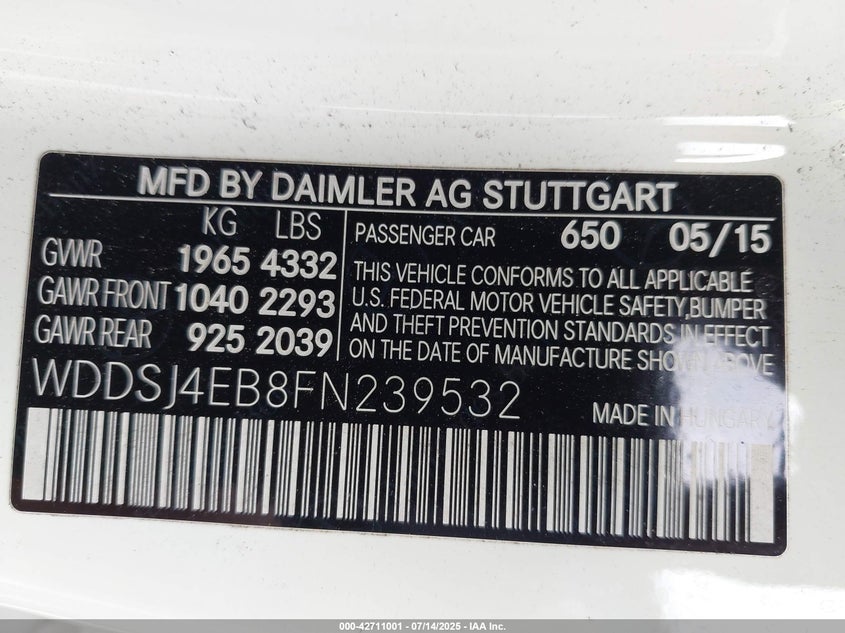 MFD BY DAIMLER AG STUTTGART
KG LBS
GVWR 1965 4332
GAWR FRONT 1040 2293
GAWR REAR 925 2039
PASSENGER CAR 650 05/15
THIS VEHICLE CONFORMS TO ALL APPLICABLE
U.S. FEDERAL MOTOR VEHICLE SAFETY,BUMPER
AND THEFT PREVENTION STANDARDS IN EFFECT
ON THE DATE OF MANUFACTURE SHOWN ABOVE
WDDSJ4EB8FN239532
MADE IN HUNGARY
000-42711001 - 07/14/2025 - IAA Inc.